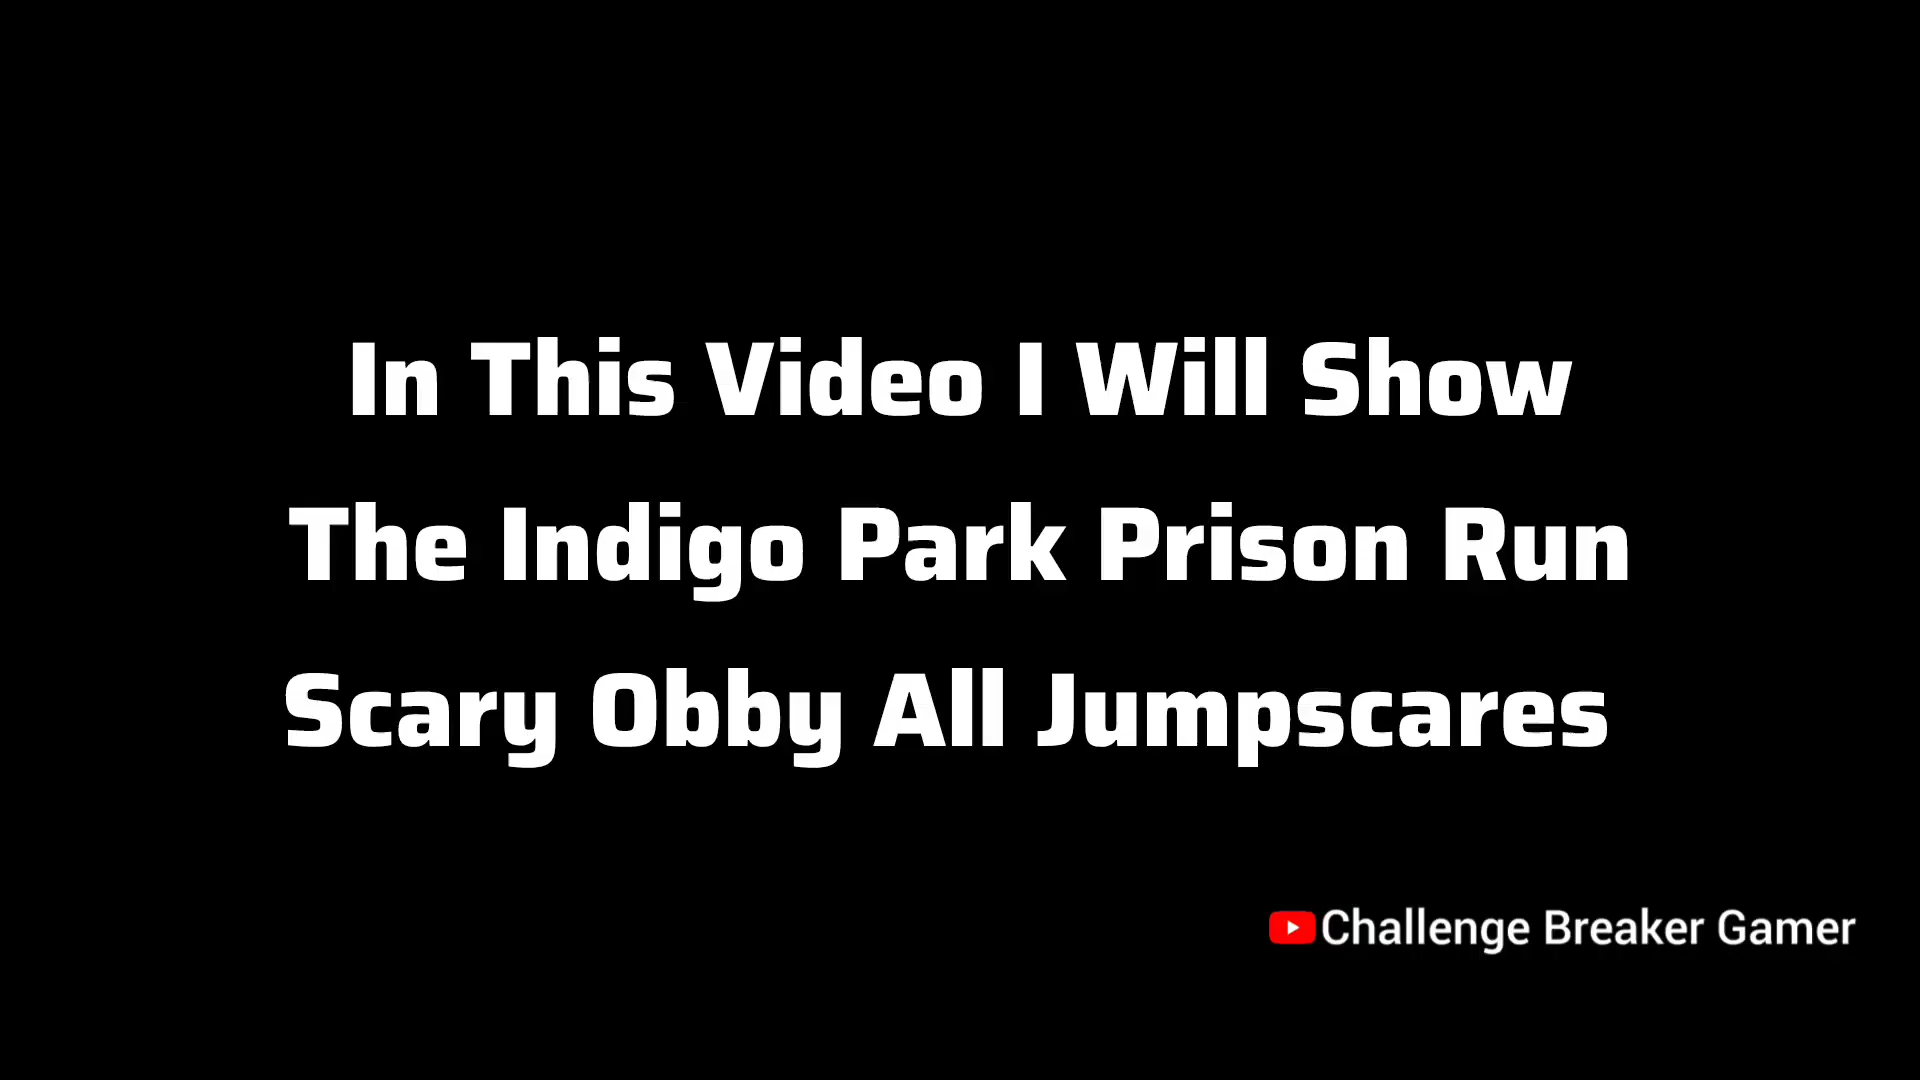 In This Video I Will Show
The Indigo Park Prison Run
Scary Obby All Jumpscares
Challenge Breaker Gamer